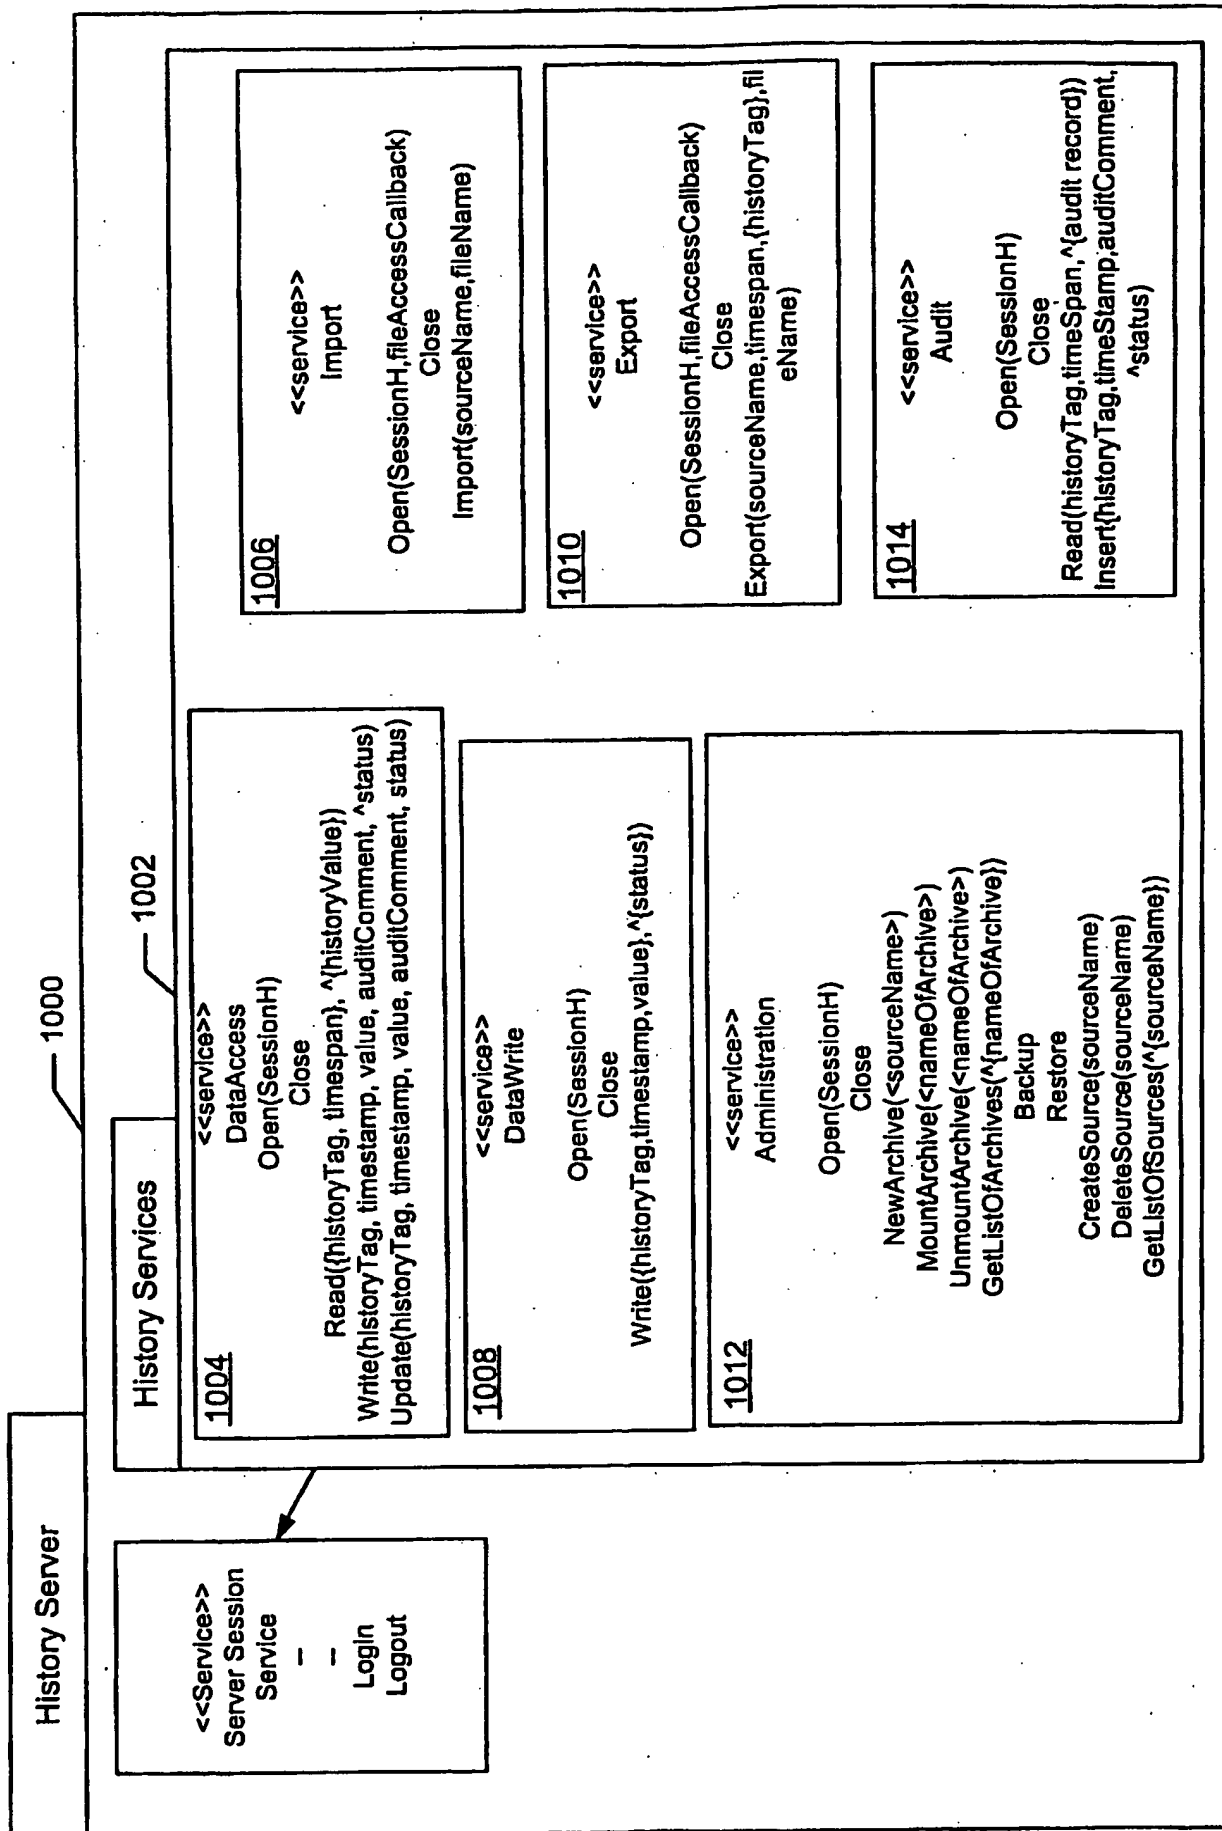 History Server
1000
<<Service>>
Server Session
Service
--
--
Login
Logout
History Services
1002
1004
<<service>>
DataAccess
Open(SessionH)
Close
Read({historyTag, timespan}, ^{historyValue})
Write(historyTag, timestamp, value, auditComment, ^status)
Update(historyTag, timestamp, value, auditComment, status)
1006
<<service>>
Import
Open(SessionH,fileAccessCallback)
Close
Import(sourceName,fileName)
1008
<<service>>
DataWrite
Open(SessionH)
Close
Write({historyTag,timestamp,value},^{status})
1010
<<service>>
Export
Open(SessionH,fileAccessCallback)
Close
Export(sourceName,timespan,{historyTag},fil
eName)
1012
<<service>>
Administration
Open(SessionH)
Close
NewArchive(<sourceName>)
MountArchive(<nameOfArchive>)
UnmountArchive(<nameOfArchive>)
GetListOfArchives(^{nameOfArchive})
Backup
Restore
CreateSource(sourceName)
DeleteSource(sourceName)
GetListOfSources(^{sourceName})
1014
<<service>>
Audit
Open(SessionH)
Close
Read(historyTag,timeSpan,^{audit record})
Insert{historyTag,timeStamp,auditComment,
^status)